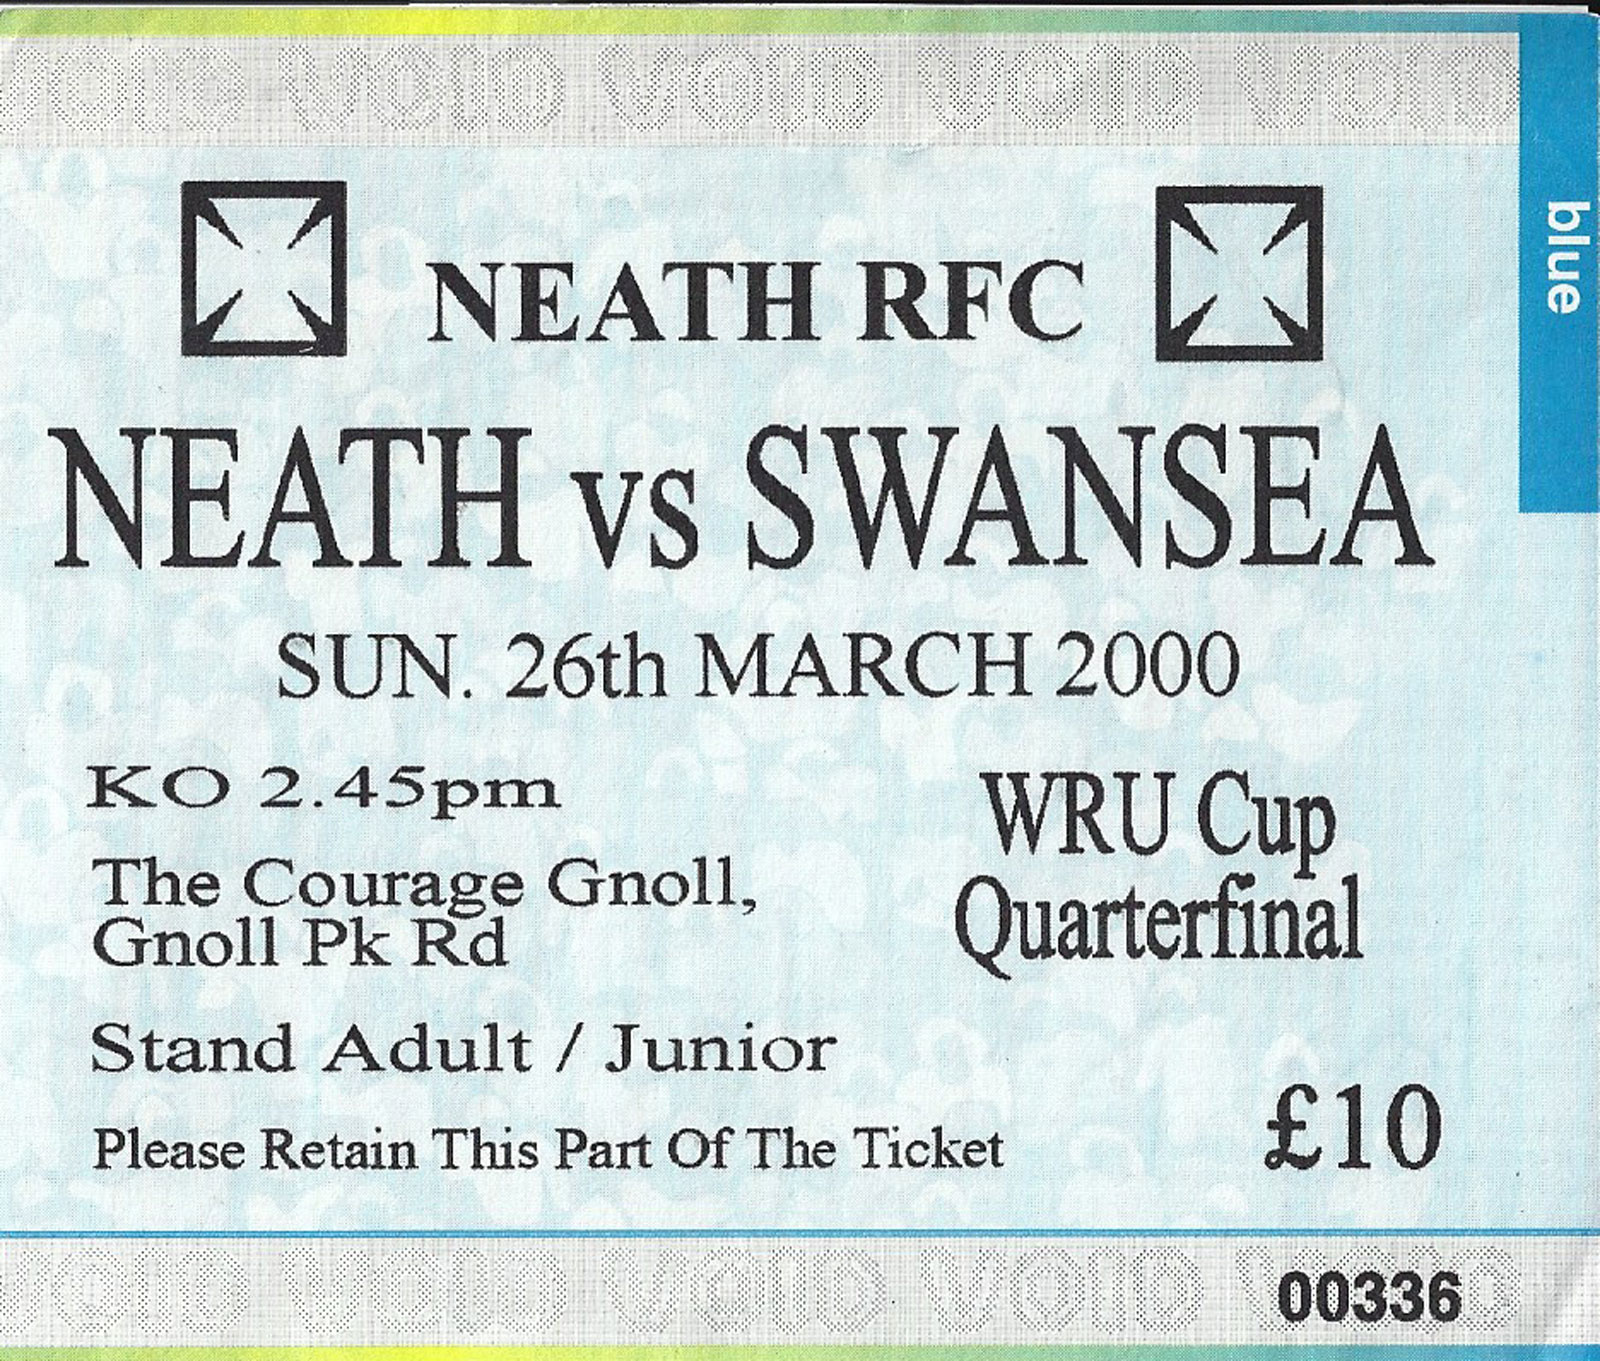 VOID VOID VOID VOID VOID
blue
NEATH RFC
NEATH vs SWANSEA
SUN. 26th MARCH 2000
KO 2.45pm
WRU Cup
Quarterfinal
The Courage Gnoll,
Gnoll Pk Rd
Stand Adult / Junior
£10
Please Retain This Part Of The Ticket
VOID VOID VOID VOID VOID
00336